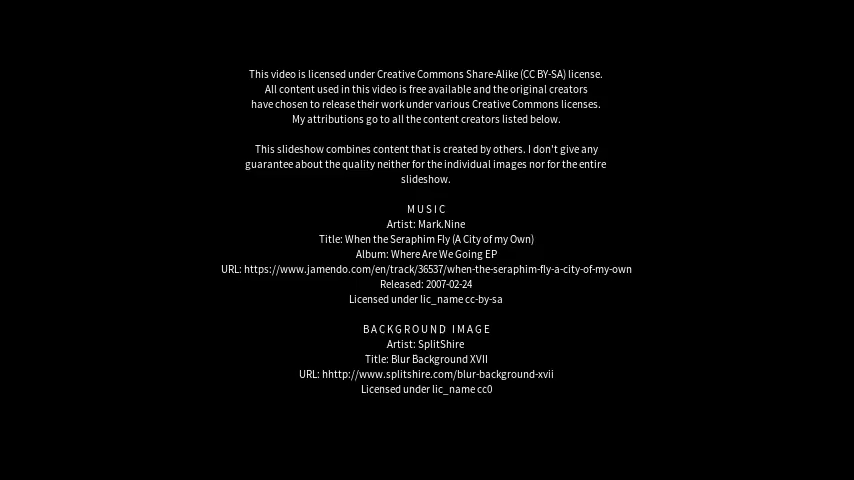 This video is licensed under Creative Commons Share-Alike (CC BY-SA) license.
All content used in this video is free available and the original creators
have chosen to release their work under various Creative Commons licenses.
My attributions go to all the content creators listed below.
This slideshow combines content that is created by others. I don't give any
guarantee about the quality neither for the individual images nor for the entire
slideshow.
MUSIC
Artist: Mark.Nine
Title: When the Seraphim Fly (A City of my Own)
Album: Where Are We Going EP
URL: https://www.jamendo.com/en/track/36537/when-the-seraphim-fly-a-city-of-my-own
Released: 2007-02-24
Licensed under lic_name cc-by-sa
BACKGROUND IMAGE
Artist: SplitShire
Title: Blur Background XVII
URL: hhttp://www.splitshire.com/blur-background-xvii
Licensed under lic_name cc0